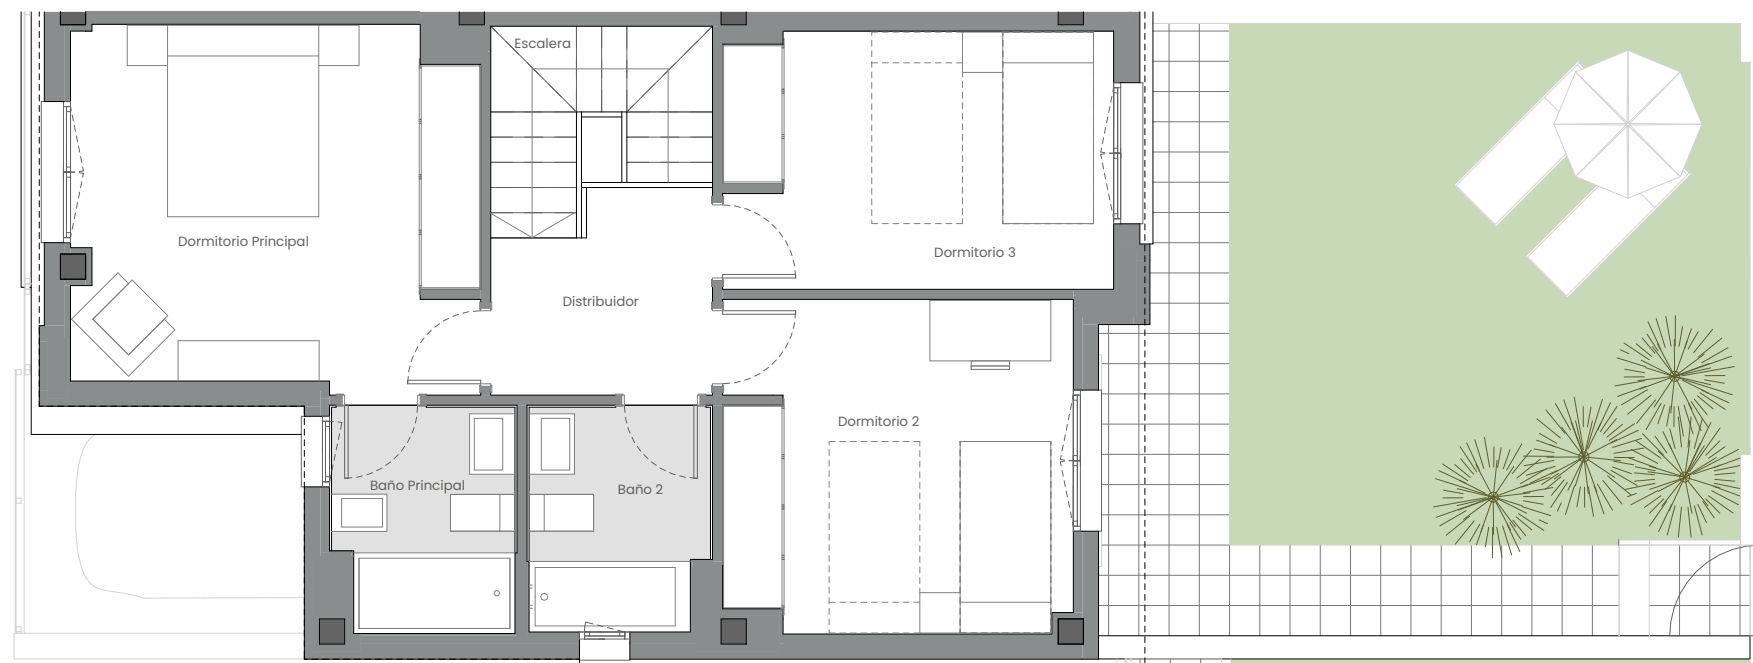 Escalera
Dormitorio Principal
Dormitorio 3
Distribuidor
Dormitorio 2
Baño Principal
Baño 2